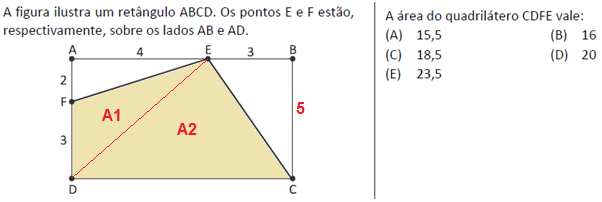 A figura ilustra um retângulo ABCD. Os pontos E e F estão,
respectivamente, sobre os lados AB e AD.
A 4 E 3 B
2
F
A1
5
A2
3
D C
A área do quadrilátero CDFE vale:
(A) 15,5 (B) 16
(C) 18,5 (D) 20
(E) 23,5